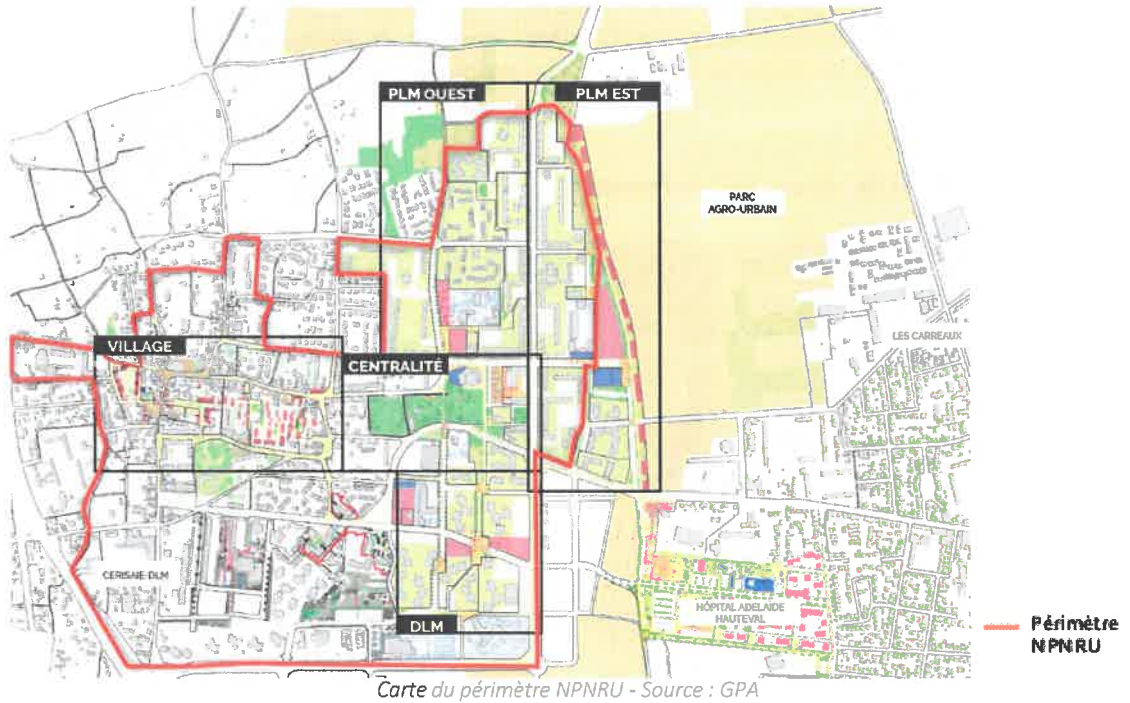 PLM OUEST
PLM EST
PARC
AGRO-URBAIN
LES CARREAUX
VILLAGE
CENTRALITÉ
CERISAIE-DLM
DLM
HÔPITAL ADELAIDE
HAUTEVAL
Périmètre
NPNRU
Carte du périmètre NPNRU - Source : GPA